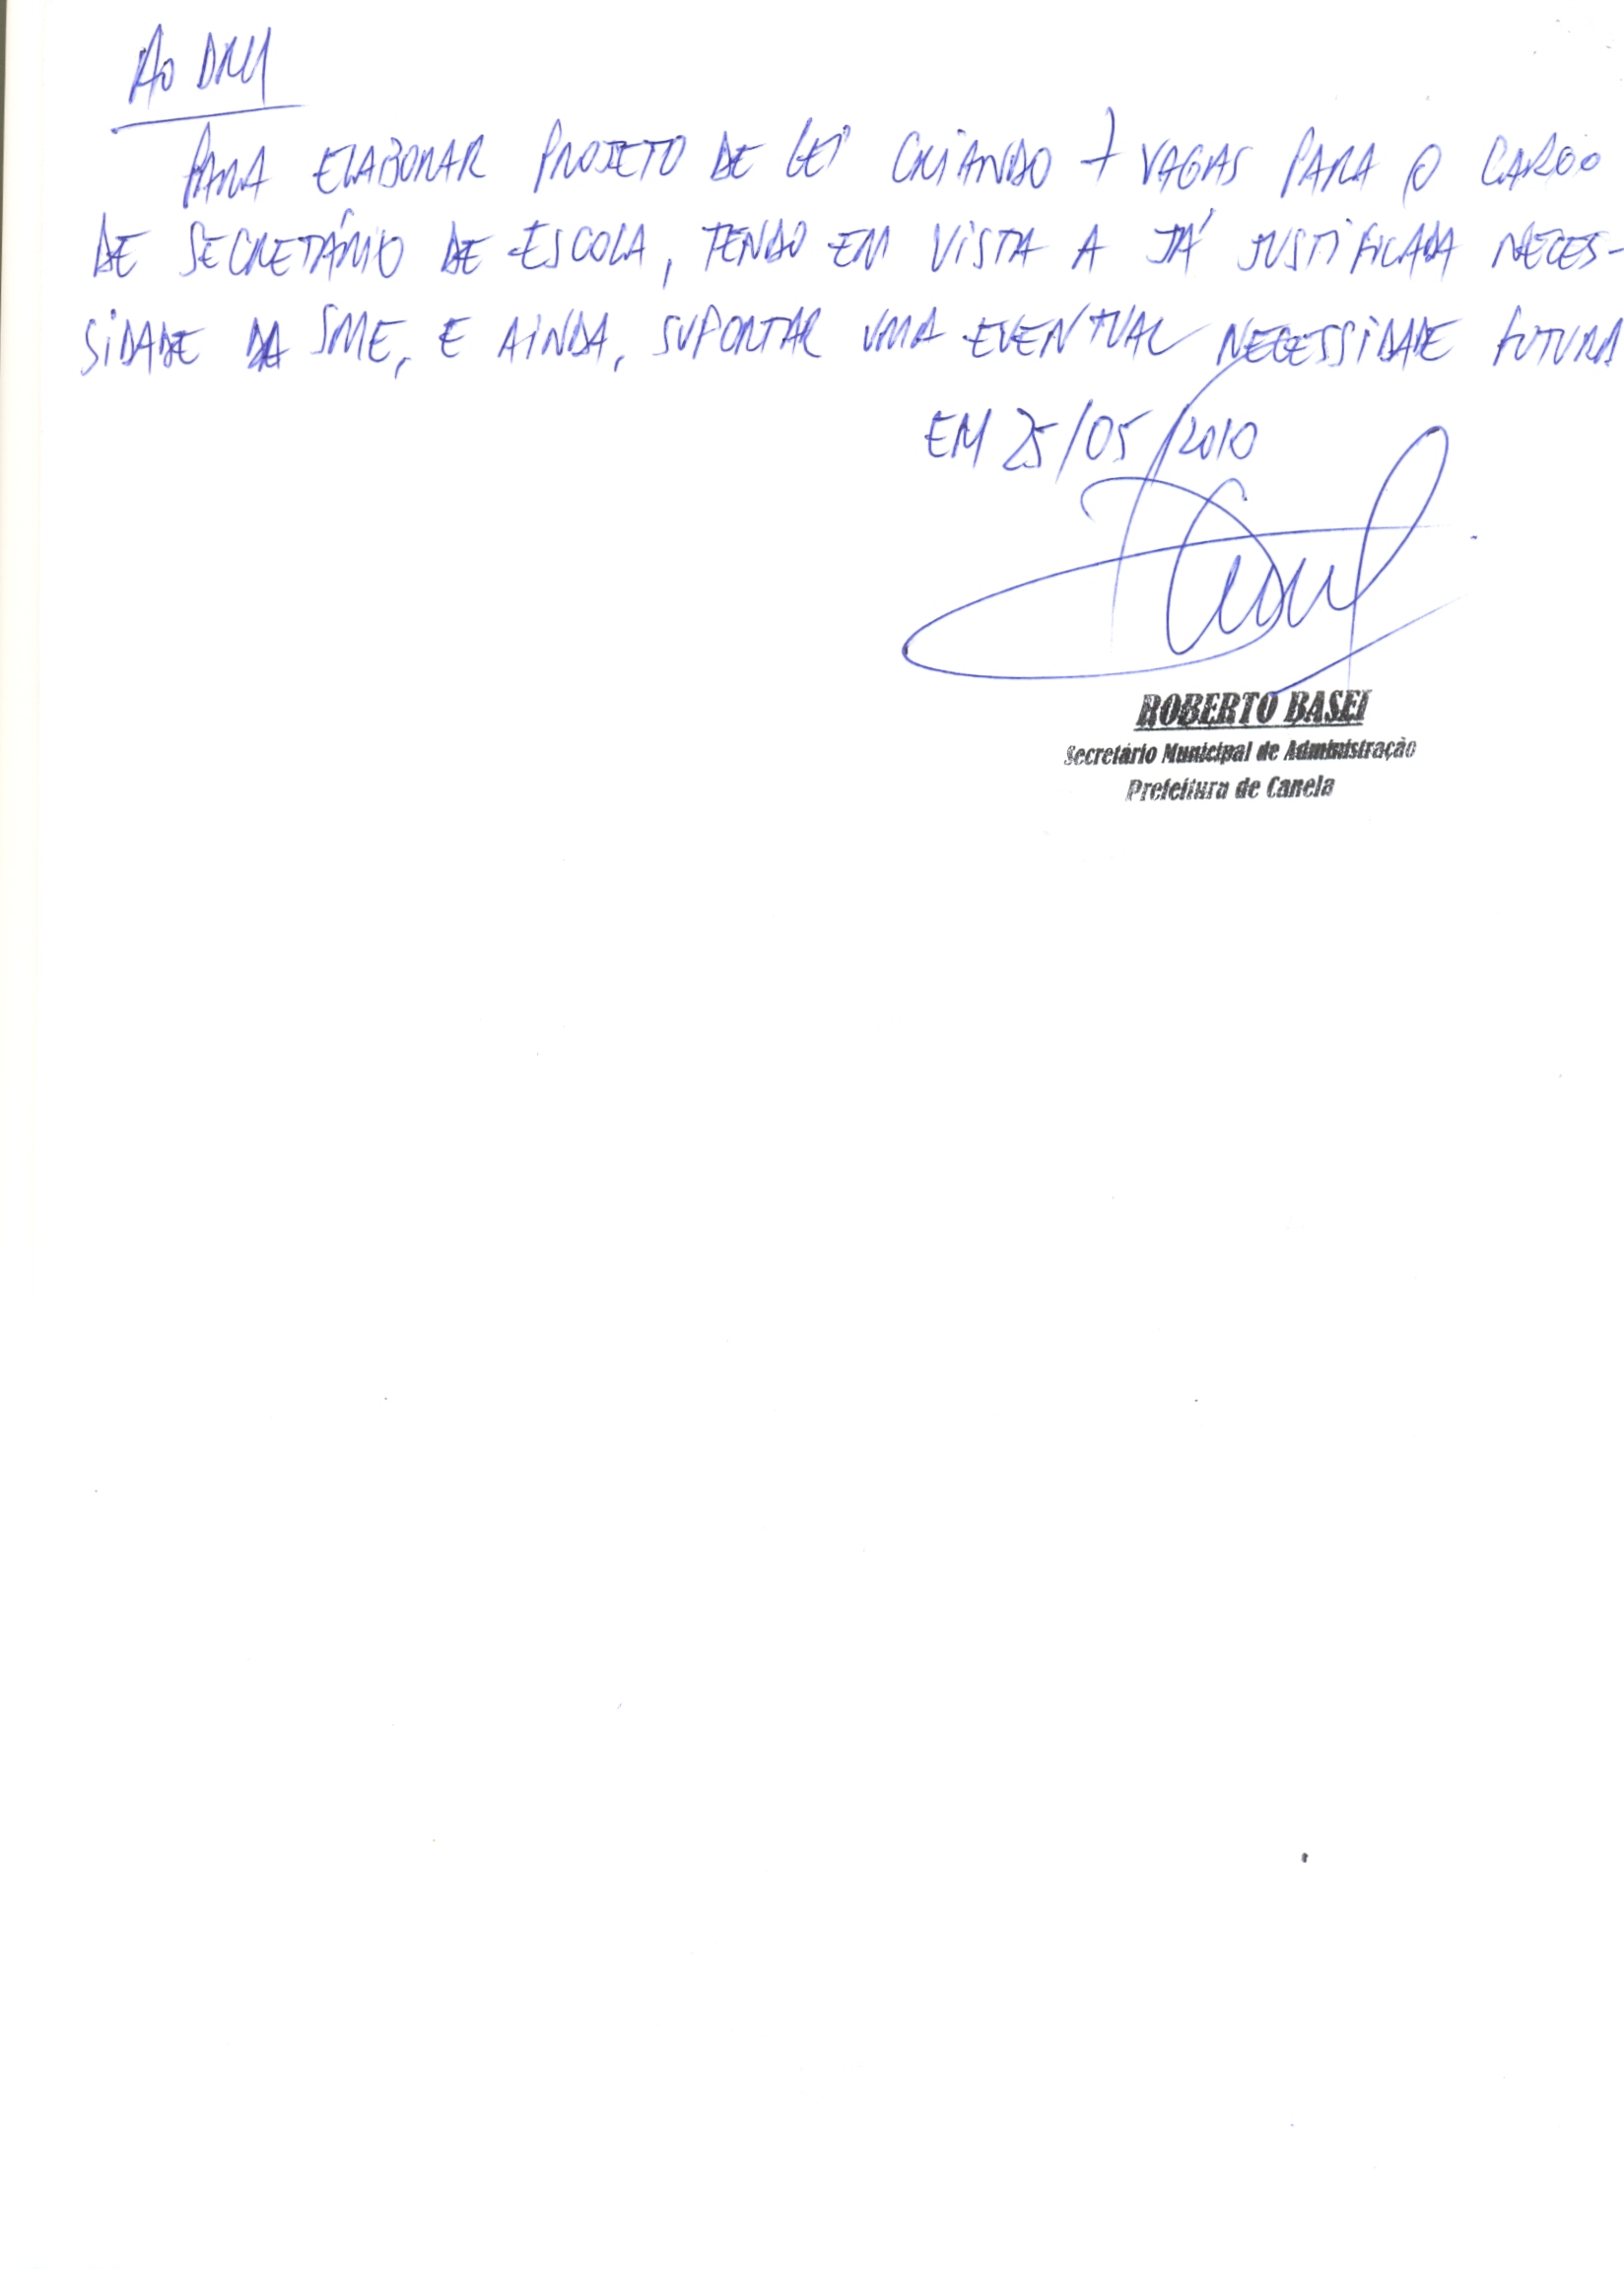 Ao DRH
PARA ELABORAR PROJETO DE LEI CRIANDO 7 VAGAS PARA O CARGO
DE SECRETÁRIO DE ESCOLA, TENDO EM VISTA A JÁ JUSTIFICADA NECES-
SIDADE DA SME, E AINDA, SUPORTAR UMA EVENTUAL NECESSIDADE FUTURA
EM 25/05/2010
ROBERTO BASEI
Secretário Municipal de Administração
Prefeitura de Canela